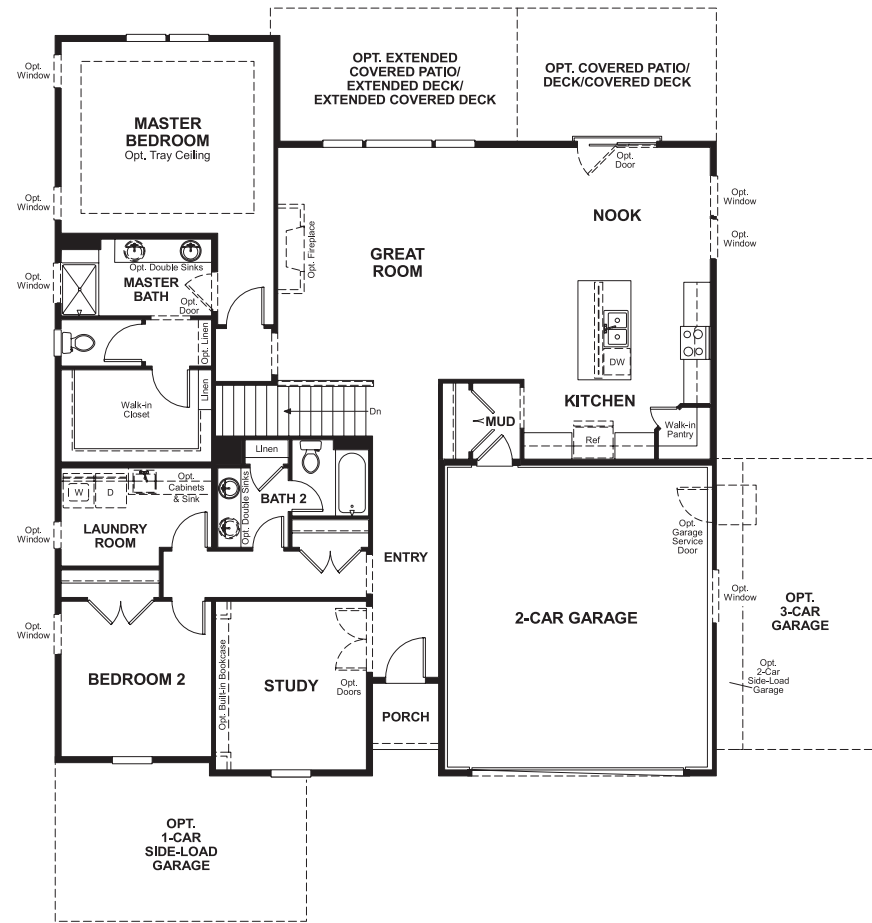 OPT. EXTENDED
COVERED PATIO/
EXTENDED DECK/
EXTENDED COVERED DECK
OPT. COVERED PATIO/
DECK/COVERED DECK
Opt.
Window
MASTER
BEDROOM
Opt. Tray Ceiling
Opt.
Door
Opt.
Window
Opt.
Window
NOOK
Opt.
Window
Opt. Fireplace
GREAT
ROOM
Opt. Double Sinks
Opt.
Window
MASTER
BATH
Opt.
Door
Opt. Linen
DW
Linen
Walk-in
Closet
Dn
KITCHEN
MUD
Walk-in
Pantry
Ref
Linen
Opt.
Cabinets
& Sink
W
D
Opt. Double Sinks
BATH 2
LAUNDRY
ROOM
Opt.
Window
ENTRY
Opt.
Garage
Service
Door
Opt.
Window
OPT.
3-CAR
GARAGE
2-CAR GARAGE
Opt.
Window
BEDROOM 2
Opt. Built-in Bookcase
STUDY
Opt.
Doors
Opt.
2-Car
Side-Load
Garage
PORCH
OPT.
1-CAR
SIDE-LOAD
GARAGE